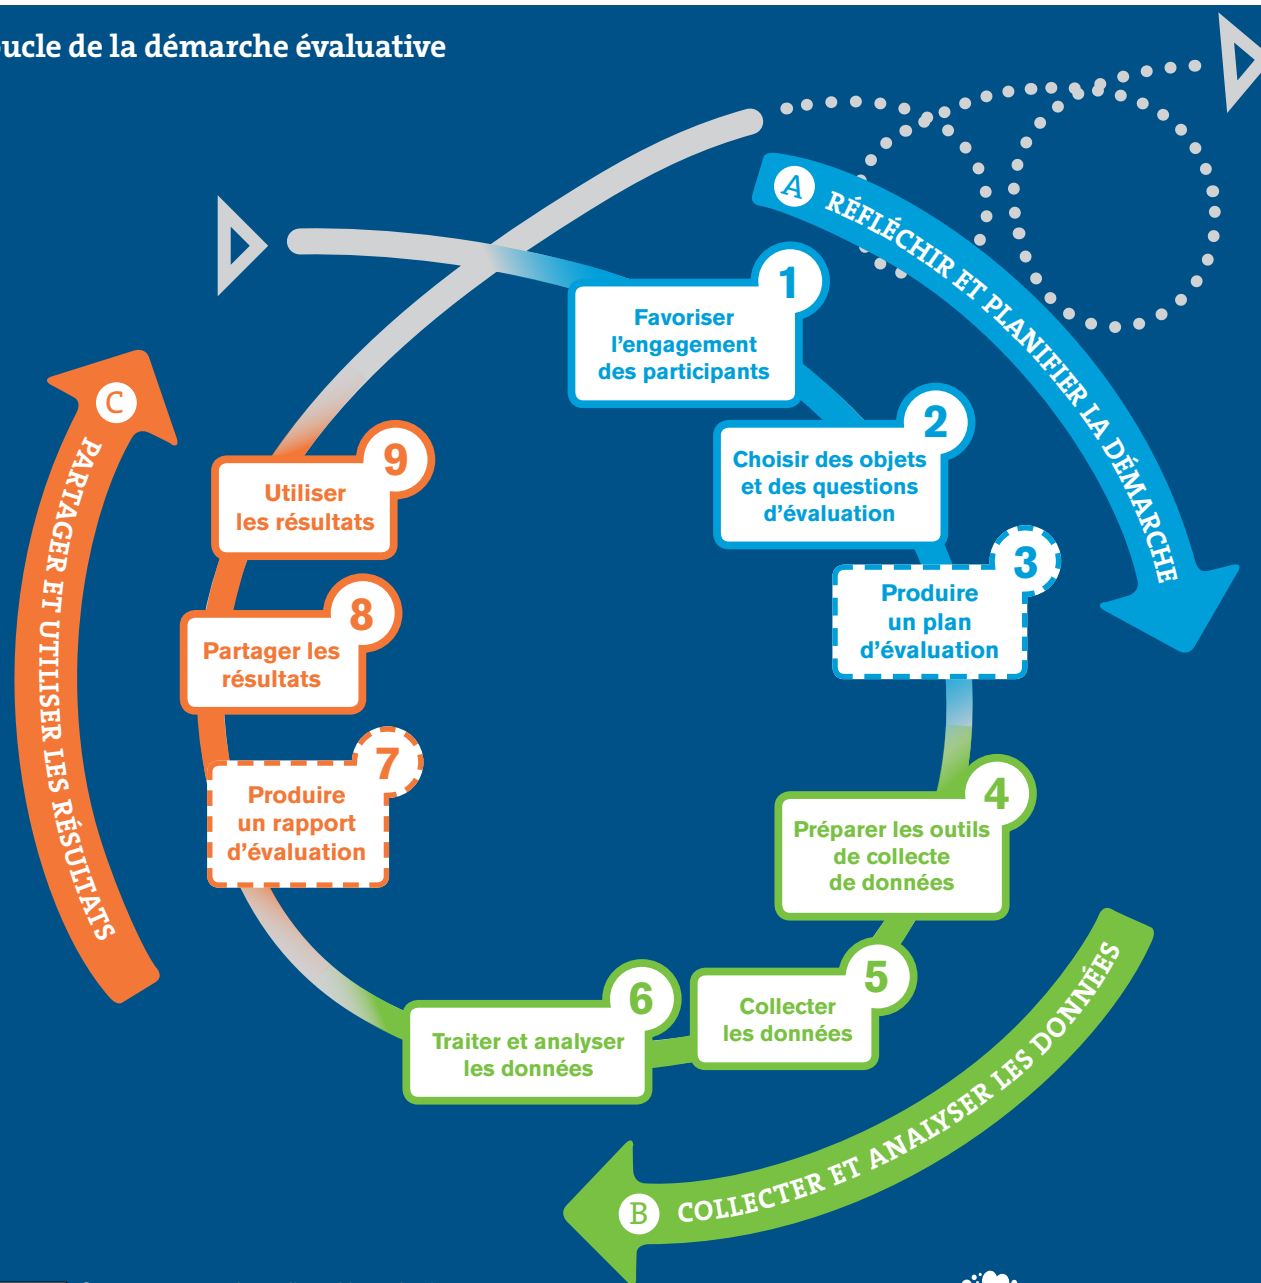 de la démarche évaluative
A RÉFLÉCHIR ET PLANIFIER LA DÉMARCHE
1
Favoriser
l'engagement
des participants
2
Choisir des objets
et des questions
d'évaluation
3
Produire
un plan
d'évaluation
4
Préparer les outils
de collecte
de données
5
Collecter
les données
6
Traiter et analyser
les données
B COLLECTER ET ANALYSER LES DONNÉES
7
Produire
un rapport
d'évaluation
8
Partager les
résultats
9
Utiliser
les résultats
C PARTAGER ET UTILISER LES RÉSULTATS